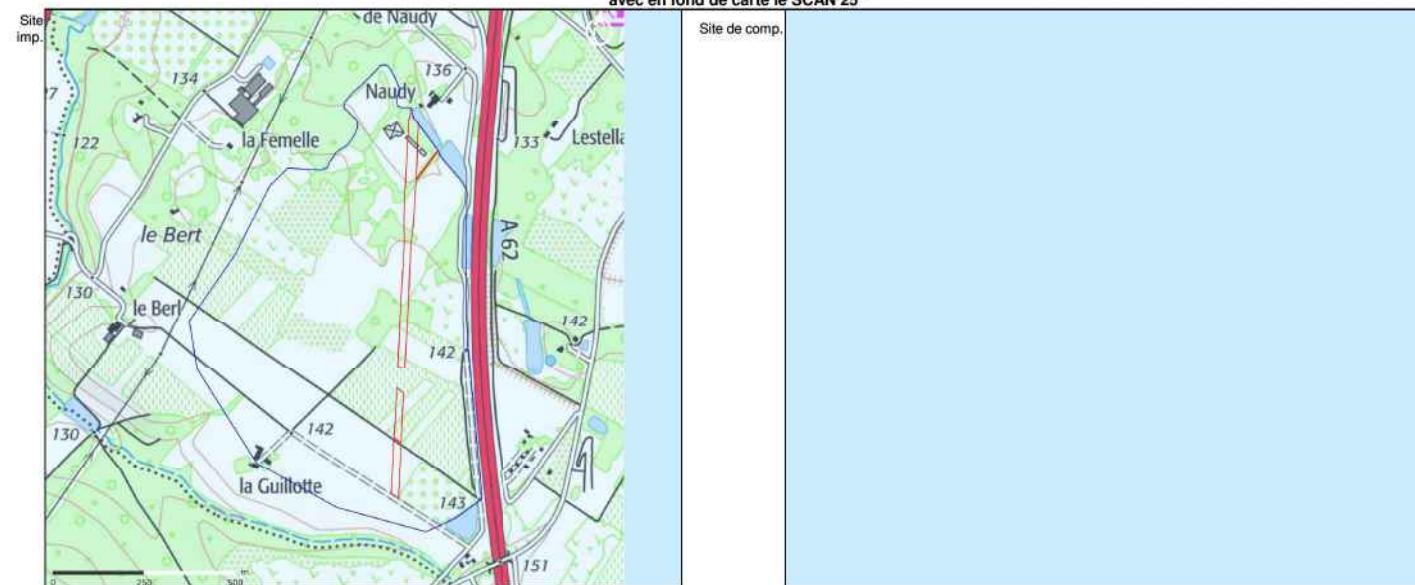 avec en fond de carte le SCAN 25
Site imp.
Site de comp.
de Naudy
136
134
Naudy
122
la Femelle
133
Lestella
A 62
le Bert
130
le Berl
142
142
130
142
la Guillotte
143
151
0 250 500 m.